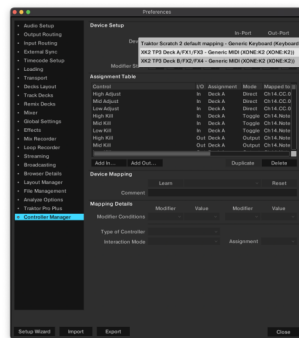 Preferences
Audio Setup
Output Routing
Input Routing
External Sync
Timecode Setup
Loading
Transport
Decks Layout
Track Decks
Remix Decks
Mixer
Global Settings
Effects
Mix Recorder
Loop Recorder
Streaming
Broadcasting
Browser Details
Layout Manager
File Management
Analyze Options
Traktor Pro Plus
Controller Manager
Device Setup
In-Port Out-Port
Traktor Scratch 2 default mapping - Generic Keyboard (Keyboard
XK2 TP3 Deck A/FX1/FX3 - Generic MIDI (XONE:K2 (XONE:K2))
XK2 TP3 Deck B/FX2/FX4 - Generic MIDI (XONE:K2 (XONE:K2))
Assignment Table
Control I/O Assignment Mode Mapped to
High Adjust In Deck A Direct Ch14.CC.0
Mid Adjust In Deck A Direct Ch14.CC.0
Low Adjust In Deck A Direct Ch14.CC.
High Kill In Deck A Toggle Ch14.Note
Mid Kill In Deck A Toggle Ch14.Note
Low Kill In Deck A Toggle Ch14.Note
High Kill Out Deck A Output Ch14.Note
Mid Kill Out Deck A Output Ch14.Note
Add In... Add Out... Duplicate Delete
Device Mapping
Learn Reset
Comment
Mapping Details
Modifier Value Modifier Value
Modifier Conditions
Type of Controller
Interaction Mode Assignment
Setup Wizard Import Export Close